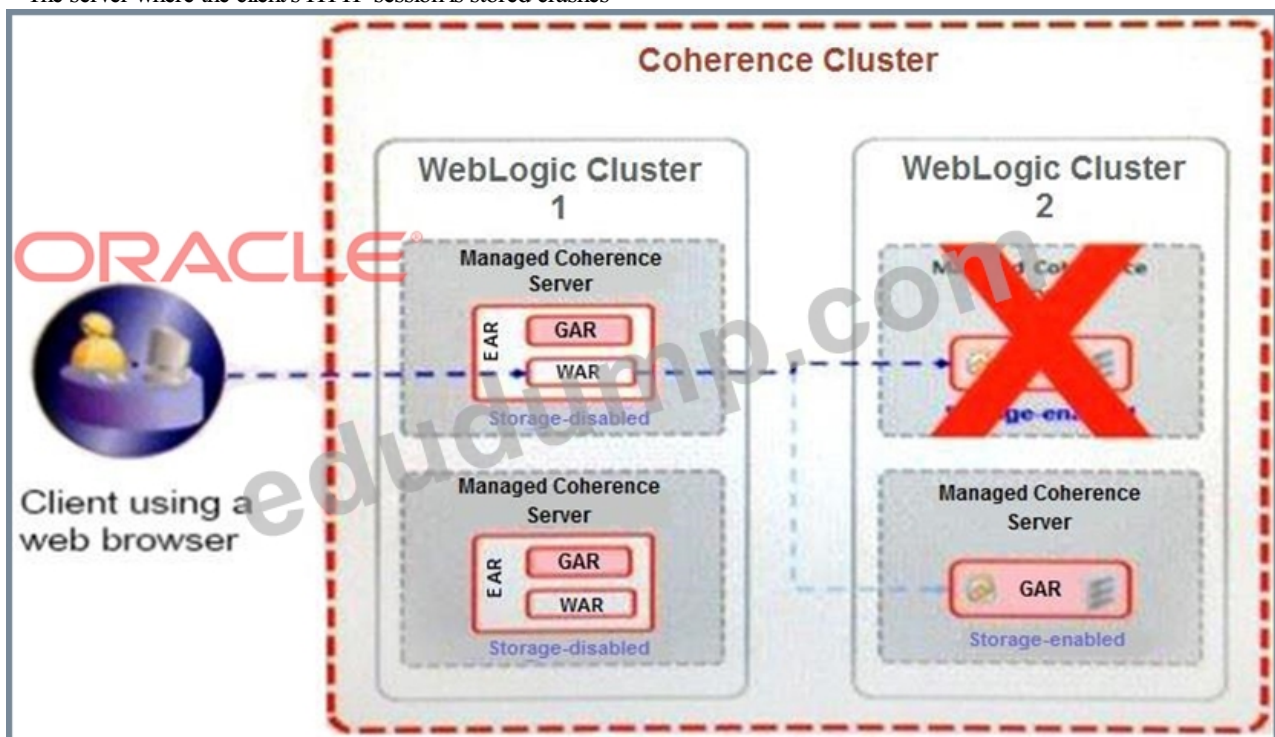 The server where the client's HTTP session is stored crashes
Coherence Cluster
WebLogic Cluster
1
Managed Coherence
Server
EAR
GAR
WAR
Storage-disabled
Managed Coherence
Server
EAR
GAR
WAR
Storage-disabled
WebLogic Cluster
2
Managed Coherence
Server
GAR
Storage-enabled
ORACLE
Client using a
web browser
edudump.com